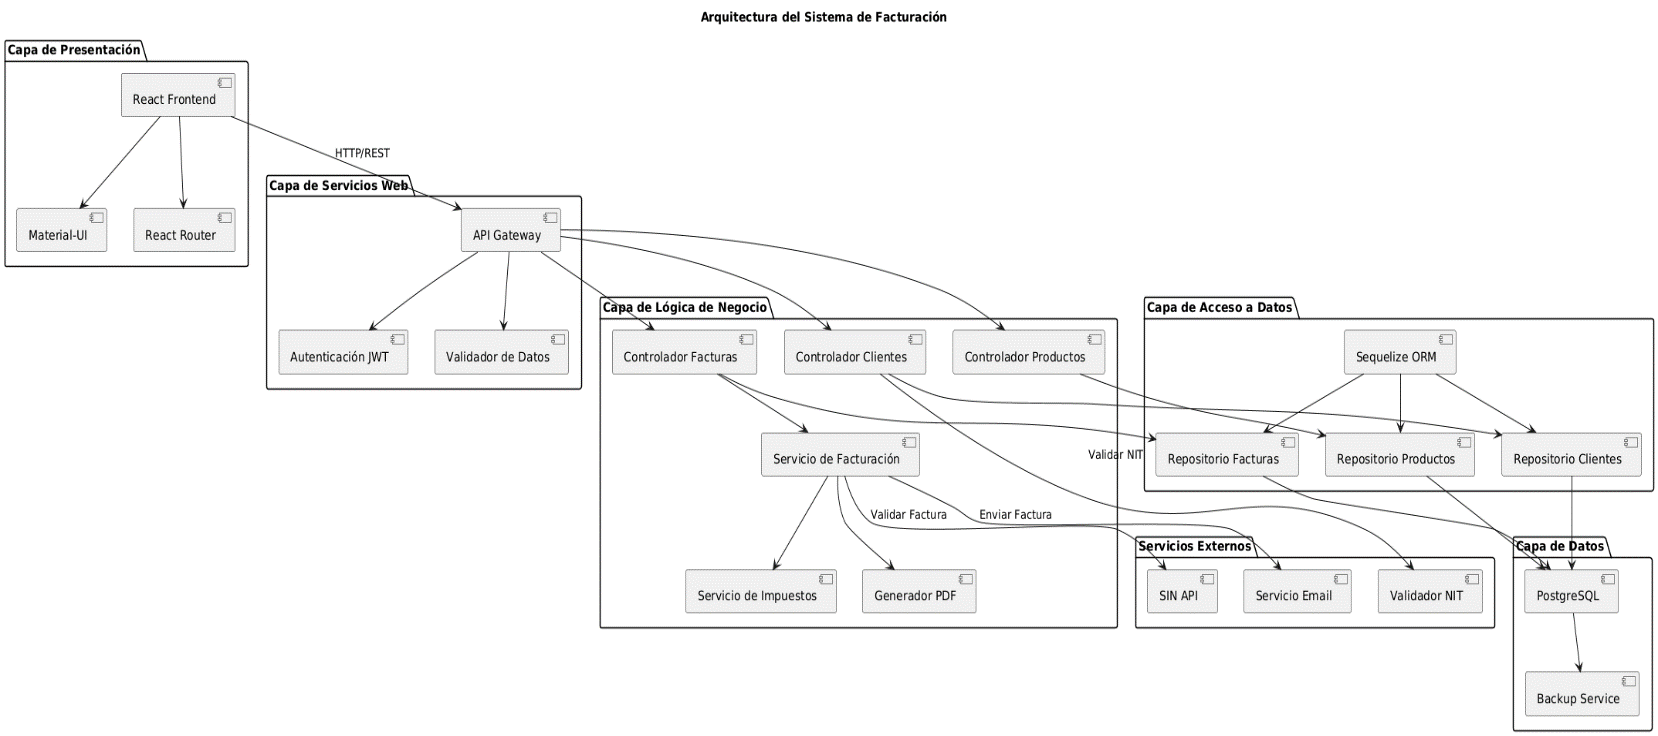 Arquitectura del Sistema de Facturación
Capa de Presentación
React Frontend
HTTP/REST
Capa de Servicios Web
Material-UI
React Router
API Gateway
Capa de Lógica de Negocio
Capa de Acceso a Datos
Autenticación JWT
Validador de Datos
Controlador Facturas
Controlador Clientes
Controlador Productos
Sequelize ORM
Servicio de Facturación
Validar NIT
Repositorio Facturas
Repositorio Productos
Repositorio Clientes
Validar Factura
Enviar Factura
Servicios Externos
Capa de Datos
Servicio de Impuestos
Generador PDF
SIN API
Servicio Email
Validador NIT
PostgreSQL
Backup Service